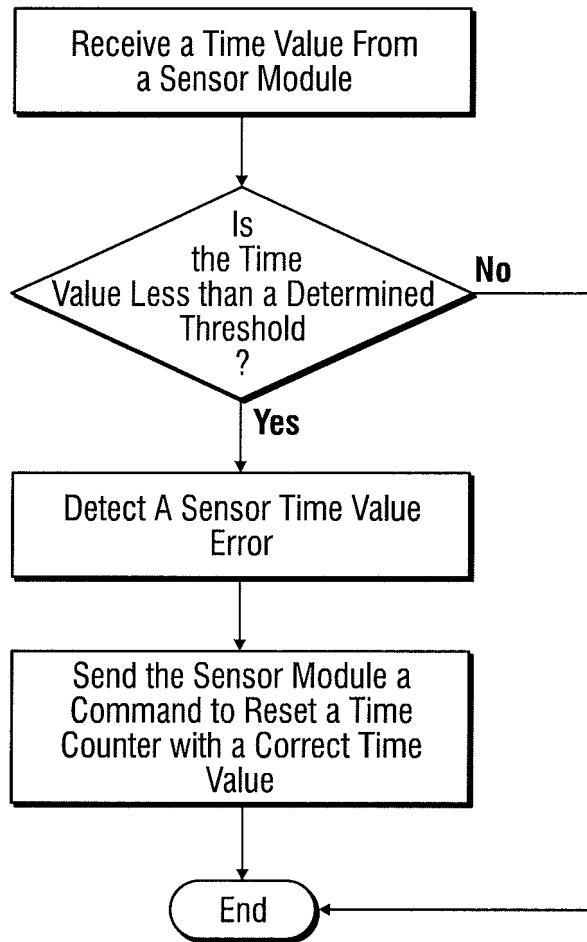 Receive a Time Value From
a Sensor Module
Is
the Time
Value Less than a Determined
Threshold
?
No
Yes
Detect A Sensor Time Value
Error
Send the Sensor Module a
Command to Reset a Time
Counter with a Correct Time
Value
End